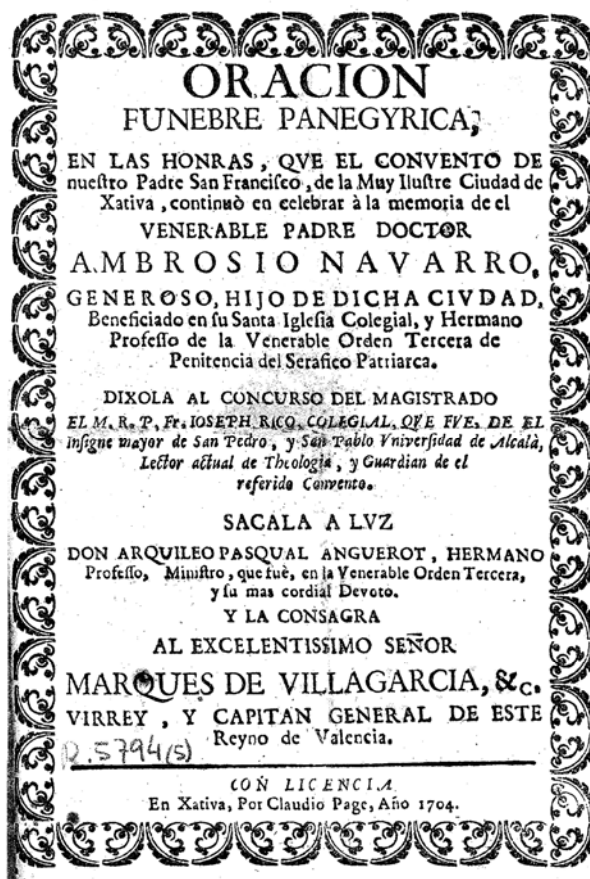 ORACION
FUNEBRE PANEGYRICA,
EN LAS HONRAS, QVE EL CONVENTO DE
nueſtro Padre San Franciſco, de la Muy Iluſtre Ciudad de
Xativa, continuò en celebrar à la memoria de el
VENERABLE PADRE DOCTOR
AMBROSIO NAVARRO,
GENEROSO, HIJO DE DICHA CIVDAD,
Beneficiado en ſu Santa Igleſia Colegial, y Hermano
Profeſſo de la Venerable Orden Tercera de
Penitencia del Serafico Patriarca.
DIXOLA AL CONCURSO DEL MAGISTRADO
EL M. R. P. Fr. IOSEPH RICO, COLEGIAL, QVE FVE, DE EL
Inſigne mayor de San Pedro, y San Pablo Vniverſidad de Alcalà,
Lector actual de Theologia, y Guardian de el
referido Convento.
SACALA A LVZ
DON ARQUILEO PASQUAL ANGUEROT, HERMANO
Profeſſo, Miniſtro, que fuè, en la Venerable Orden Tercera,
y ſu mas cordial Devoto.
Y LA CONSAGRA
AL EXCELENTISSIMO SEÑOR
MARQUES DE VILLAGARCIA, &c.
VIRREY, Y CAPITAN GENERAL DE ESTE
Reyno de Valencia.
R.5794(5)
CON LICENCIA
En Xativa, Por Claudio Page, Año 1704.